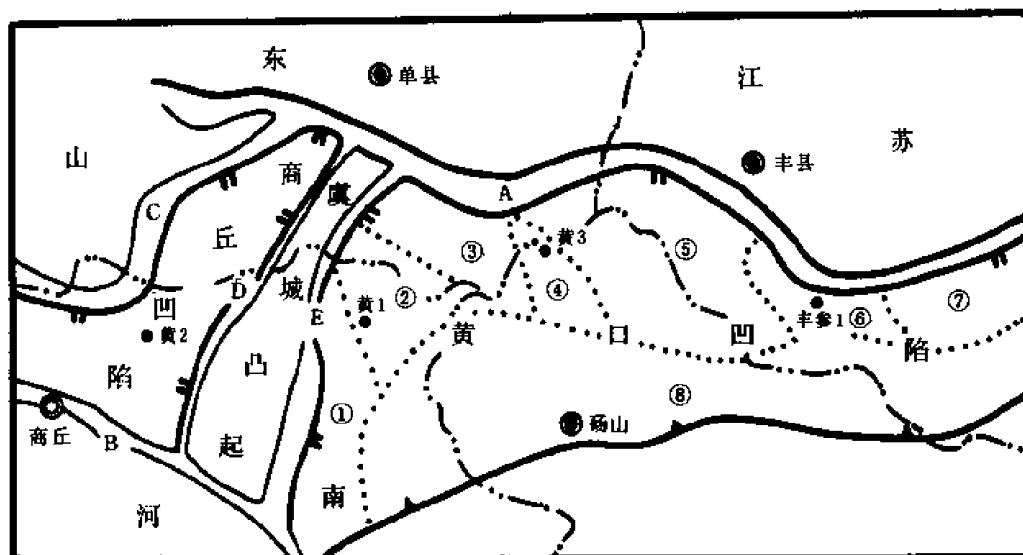 东
单县
江
苏
山
丰县
商
虞
A
C
丘
③
黄3
⑤
凹
D
城
②
④
⑦
E
黄1
黄
口
凹
丰参1
⑥
陷
黄2
凸
陷
①
⑧
砀山
商丘
B
起
南
河